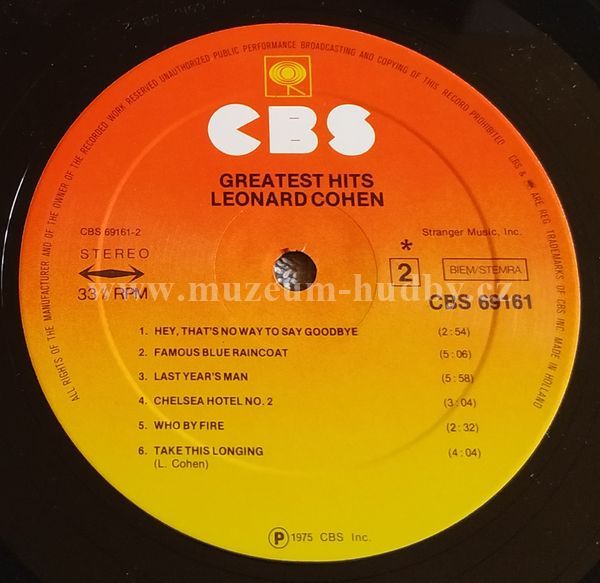 ALL RIGHTS OF THE MANUFACTURER AND OF THE OWNER OF THE RECORDED WORK RESERVED UNAUTHORIZED PUBLIC PERFORMANCE BROADCASTING AND COPYING OF THIS RECORD PROHIBITED
CBS & ARE REG. TRADEMARKS OF CBS INC. MADE IN HOLLAND
CBS
GREATEST HITS
LEONARD COHEN
CBS 69161-2
Stranger Music, Inc.
STEREO
*
2 BIEM/STEMRA
33⅓ RPM
CBS 69161
www.muzeum-hudby.cz
1. HEY, THAT'S NO WAY TO SAY GOODBYE (2:54)
2. FAMOUS BLUE RAINCOAT (5:06)
3. LAST YEAR'S MAN (5:58)
4. CHELSEA HOTEL NO. 2 (3:04)
5. WHO BY FIRE (2:32)
6. TAKE THIS LONGING (4:04)
(L. Cohen)
Ⓟ 1975 CBS Inc.